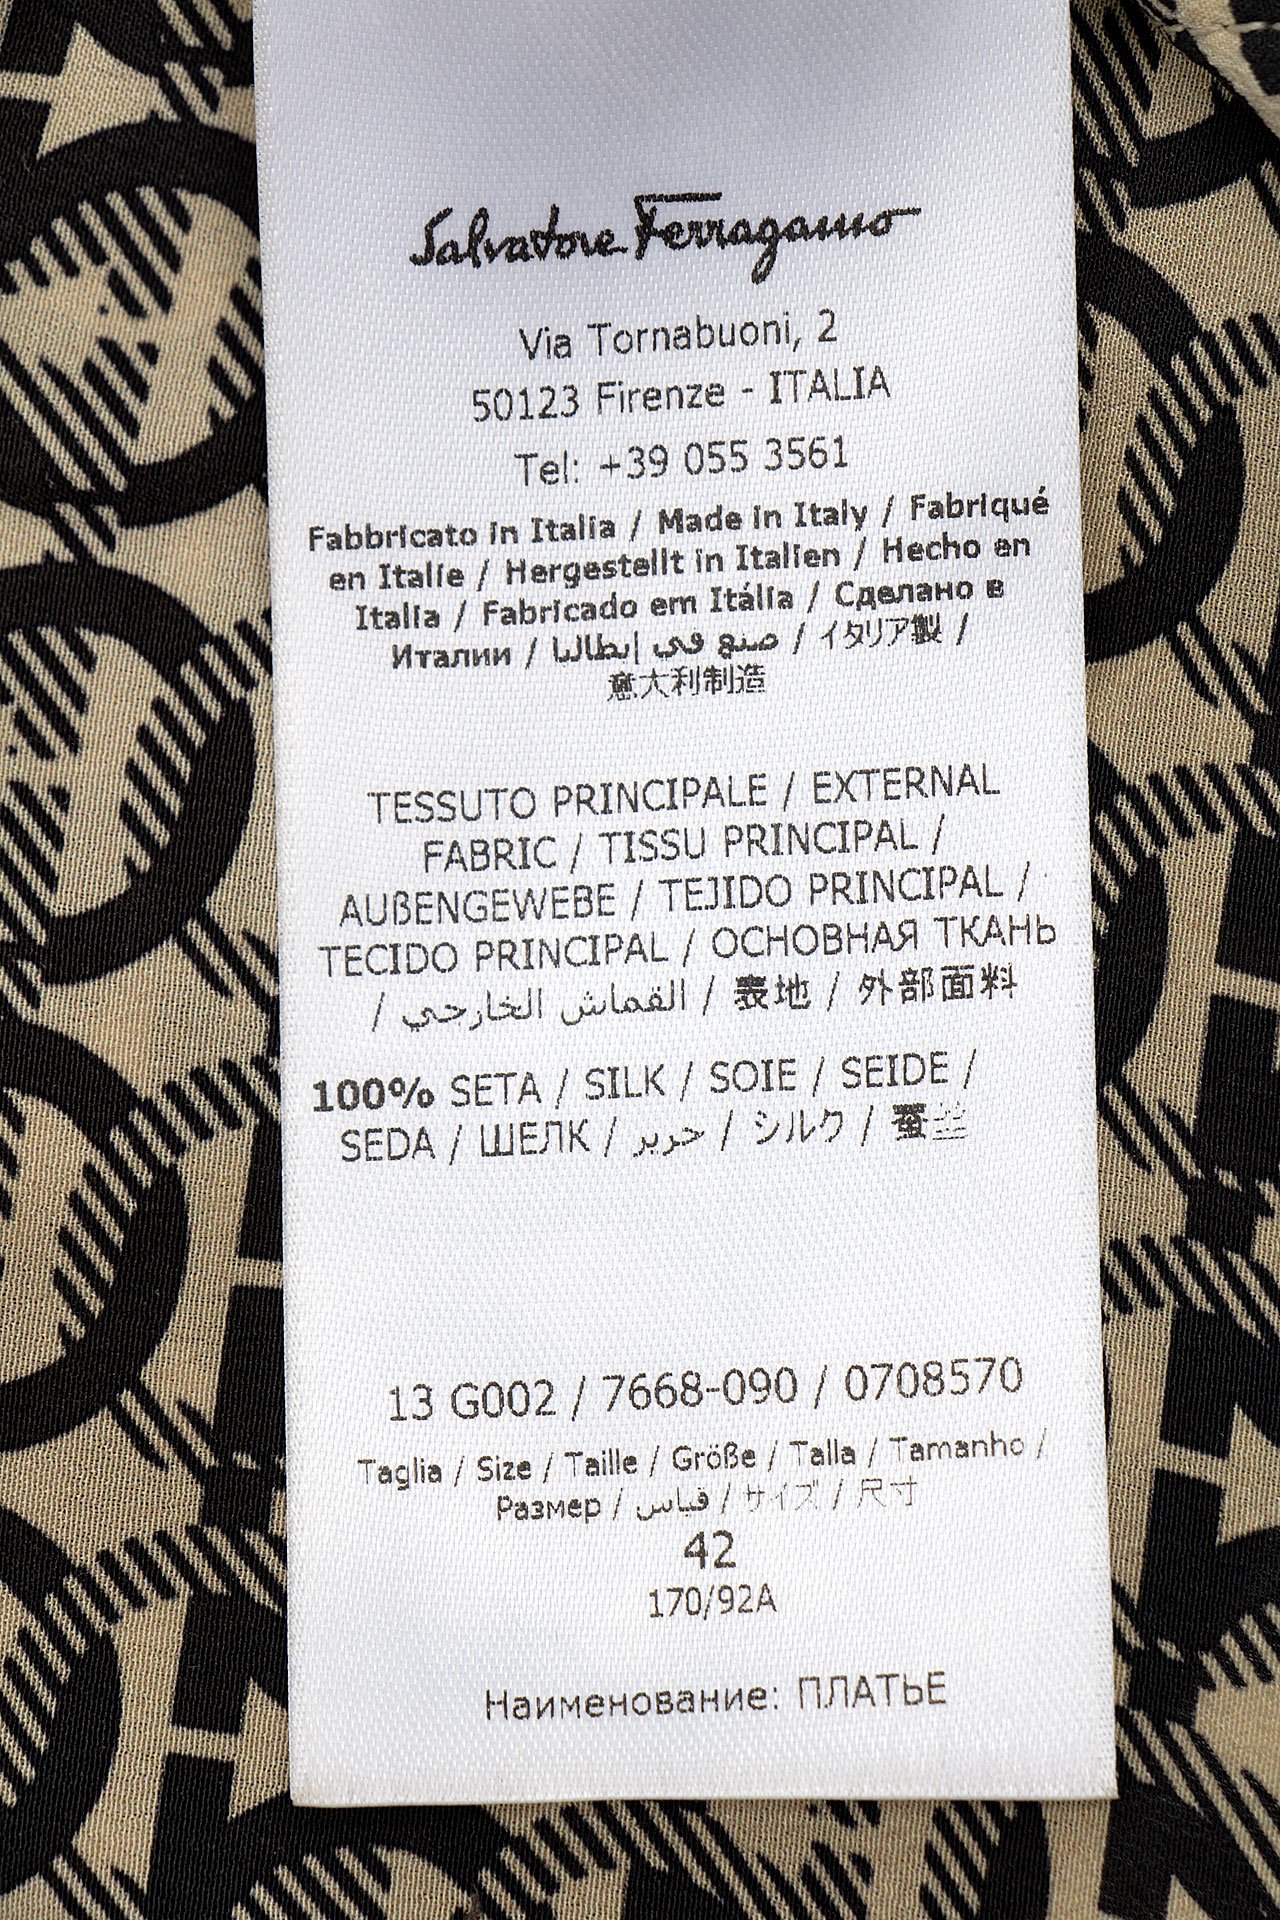 Salvatore Ferragamo
Via Tornabuoni, 2
50123 Firenze - ITALIA
Tel: +39 055 3561
Fabbricato in Italia / Made in Italy / Fabriqué
en Italie / Hergestellt in Italien / Hecho en
Italia / Fabricado em Itália / Сделано в
Италии / صنع في إيطاليا / イタリア製 /
意大利制造
TESSUTO PRINCIPALE / EXTERNAL
FABRIC / TISSU PRINCIPAL /
AUßENGEWEBE / TEJIDO PRINCIPAL /
TECIDO PRINCIPAL / ОСНОВНАЯ ТКАНЬ
/ القماش الخارجي / 表地 / 外部面料
100% SETA / SILK / SOIE / SEIDE /
SEDA / ШЕЛК / حرير / シルク / 蚕丝
13 G002 / 7668-090 / 0708570
Taglia / Size / Taille / Größe / Talla / Tamanho /
Размер / قياس / サイズ / 尺寸
42
170/92A
Наименование: ПЛАТЬЕ